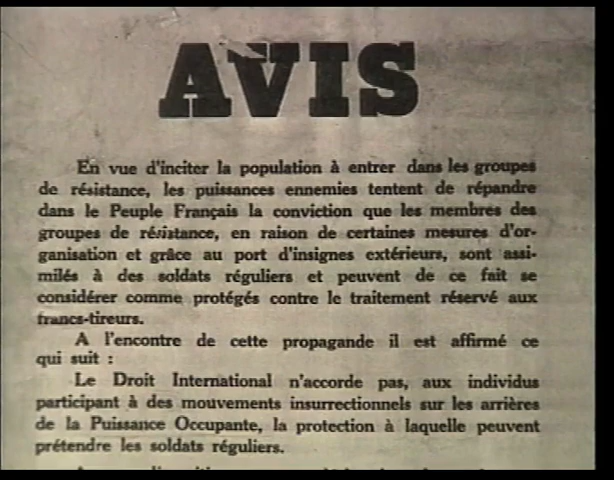 AVIS
En vue d'inciter la population à entrer dans les groupes
de résistance, les puissances ennemies tentent de répandre
dans le Peuple Français la conviction que les membres des
groupes de résistance, en raison de certaines mesures d'or-
ganisation et grâce au port d'insignes extérieurs, sont assi-
milés à des soldats réguliers et peuvent de ce fait se
considérer comme protégés contre le traitement réservé aux
francs-tireurs.
A l'encontre de cette propagande il est affirmé ce
qui suit :
Le Droit International n'accorde pas, aux individus
participant à des mouvements insurrectionnels sur les arrières
de la Puissance Occupante, la protection à laquelle peuvent
prétendre les soldats réguliers.